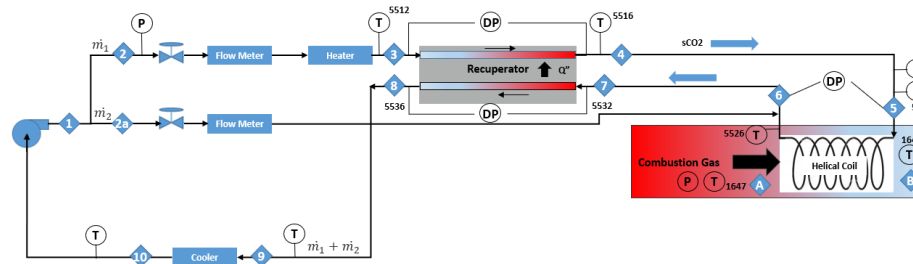 5512
5516
P
T
DP
T
sCO2
ṁ₁
2
Flow Meter
Heater
3
4
Recuperator
Q"
8
7
6
DP
5
5536
DP
5532
1
ṁ₂
2a
Flow Meter
5526
T
Combustion Gas
Helical Coil
P
T
1647
A
T
B
T
T
ṁ₁ + ṁ₂
10
Cooler
9